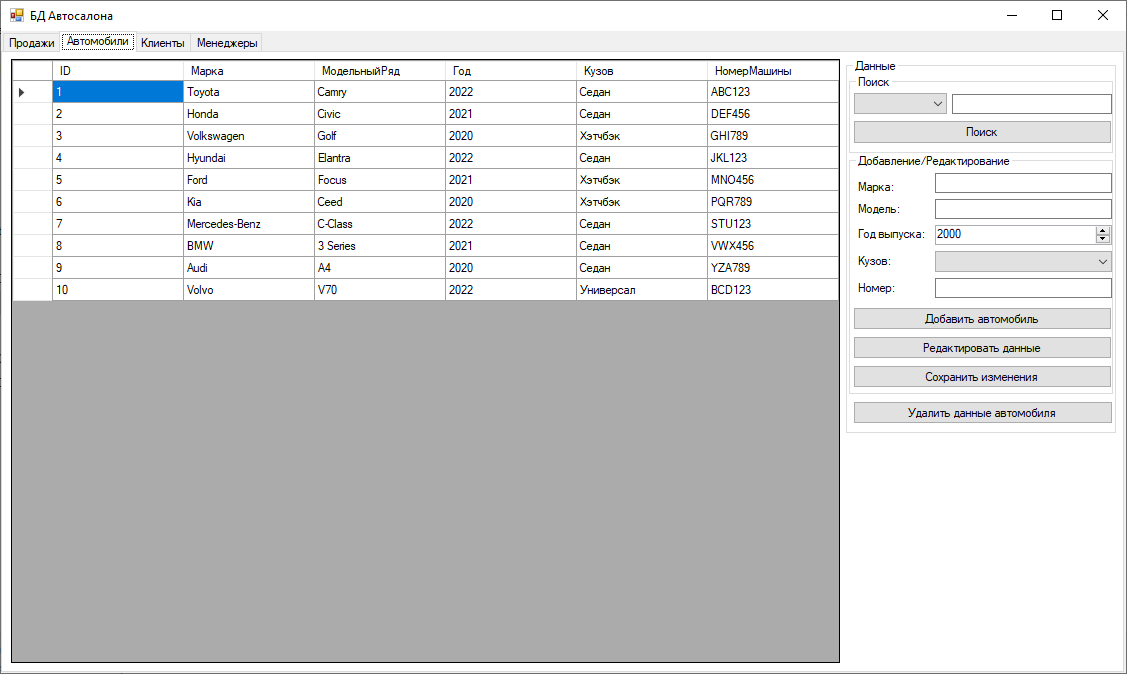 БД Автосалона
Продажи Автомобили Клиенты Менеджеры
ID Марка МодельныйРяд Год Кузов НомерМашины
1 Toyota Camry 2022 Седан ABC123
2 Honda Civic 2021 Седан DEF456
3 Volkswagen Golf 2020 Хэтчбэк GHI789
4 Hyundai Elantra 2022 Седан JKL123
5 Ford Focus 2021 Хэтчбэк MNO456
6 Kia Ceed 2020 Хэтчбэк PQR789
7 Mercedes-Benz C-Class 2022 Седан STU123
8 BMW 3 Series 2021 Седан VWX456
9 Audi A4 2020 Седан YZA789
10 Volvo V70 2022 Универсал BCD123
Данные
Поиск
Поиск
Добавление/Редактирование
Марка:
Модель:
Год выпуска: 2000
Кузов:
Номер:
Добавить автомобиль
Редактировать данные
Сохранить изменения
Удалить данные автомобиля